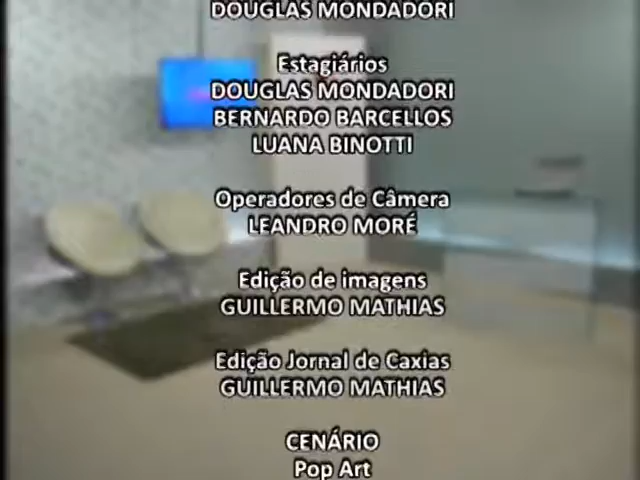 DOUGLAS MONDADORI
Estagiários
DOUGLAS MONDADORI
BERNARDO BARCELLOS
LUANA BINOTTI
Operadores de Câmera
LEANDRO MORÉ
Edição de imagens
GUILLERMO MATHIAS
Edição Jornal de Caxias
GUILLERMO MATHIAS
CENÁRIO
Pop Art